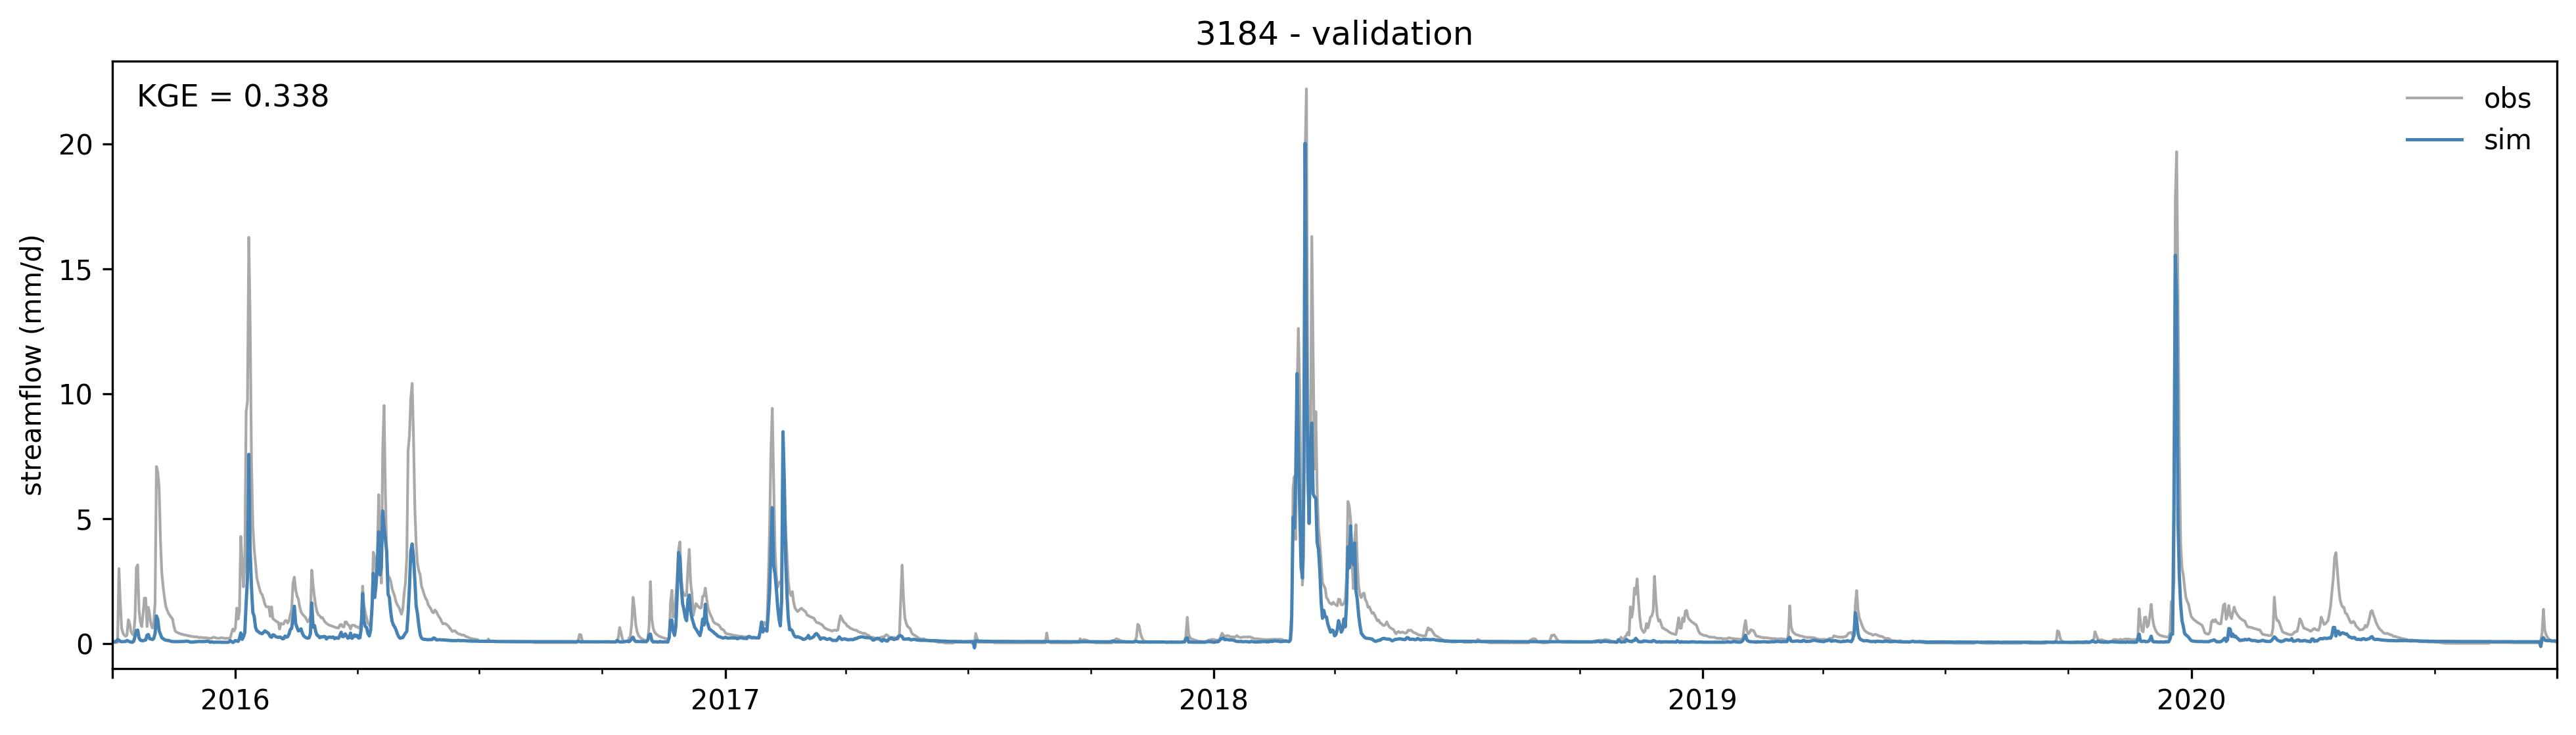 3184 - validation
KGE = 0.338
obs
sim
streamflow (mm/d)
20
15
10
5
0
2016
2017
2018
2019
2020